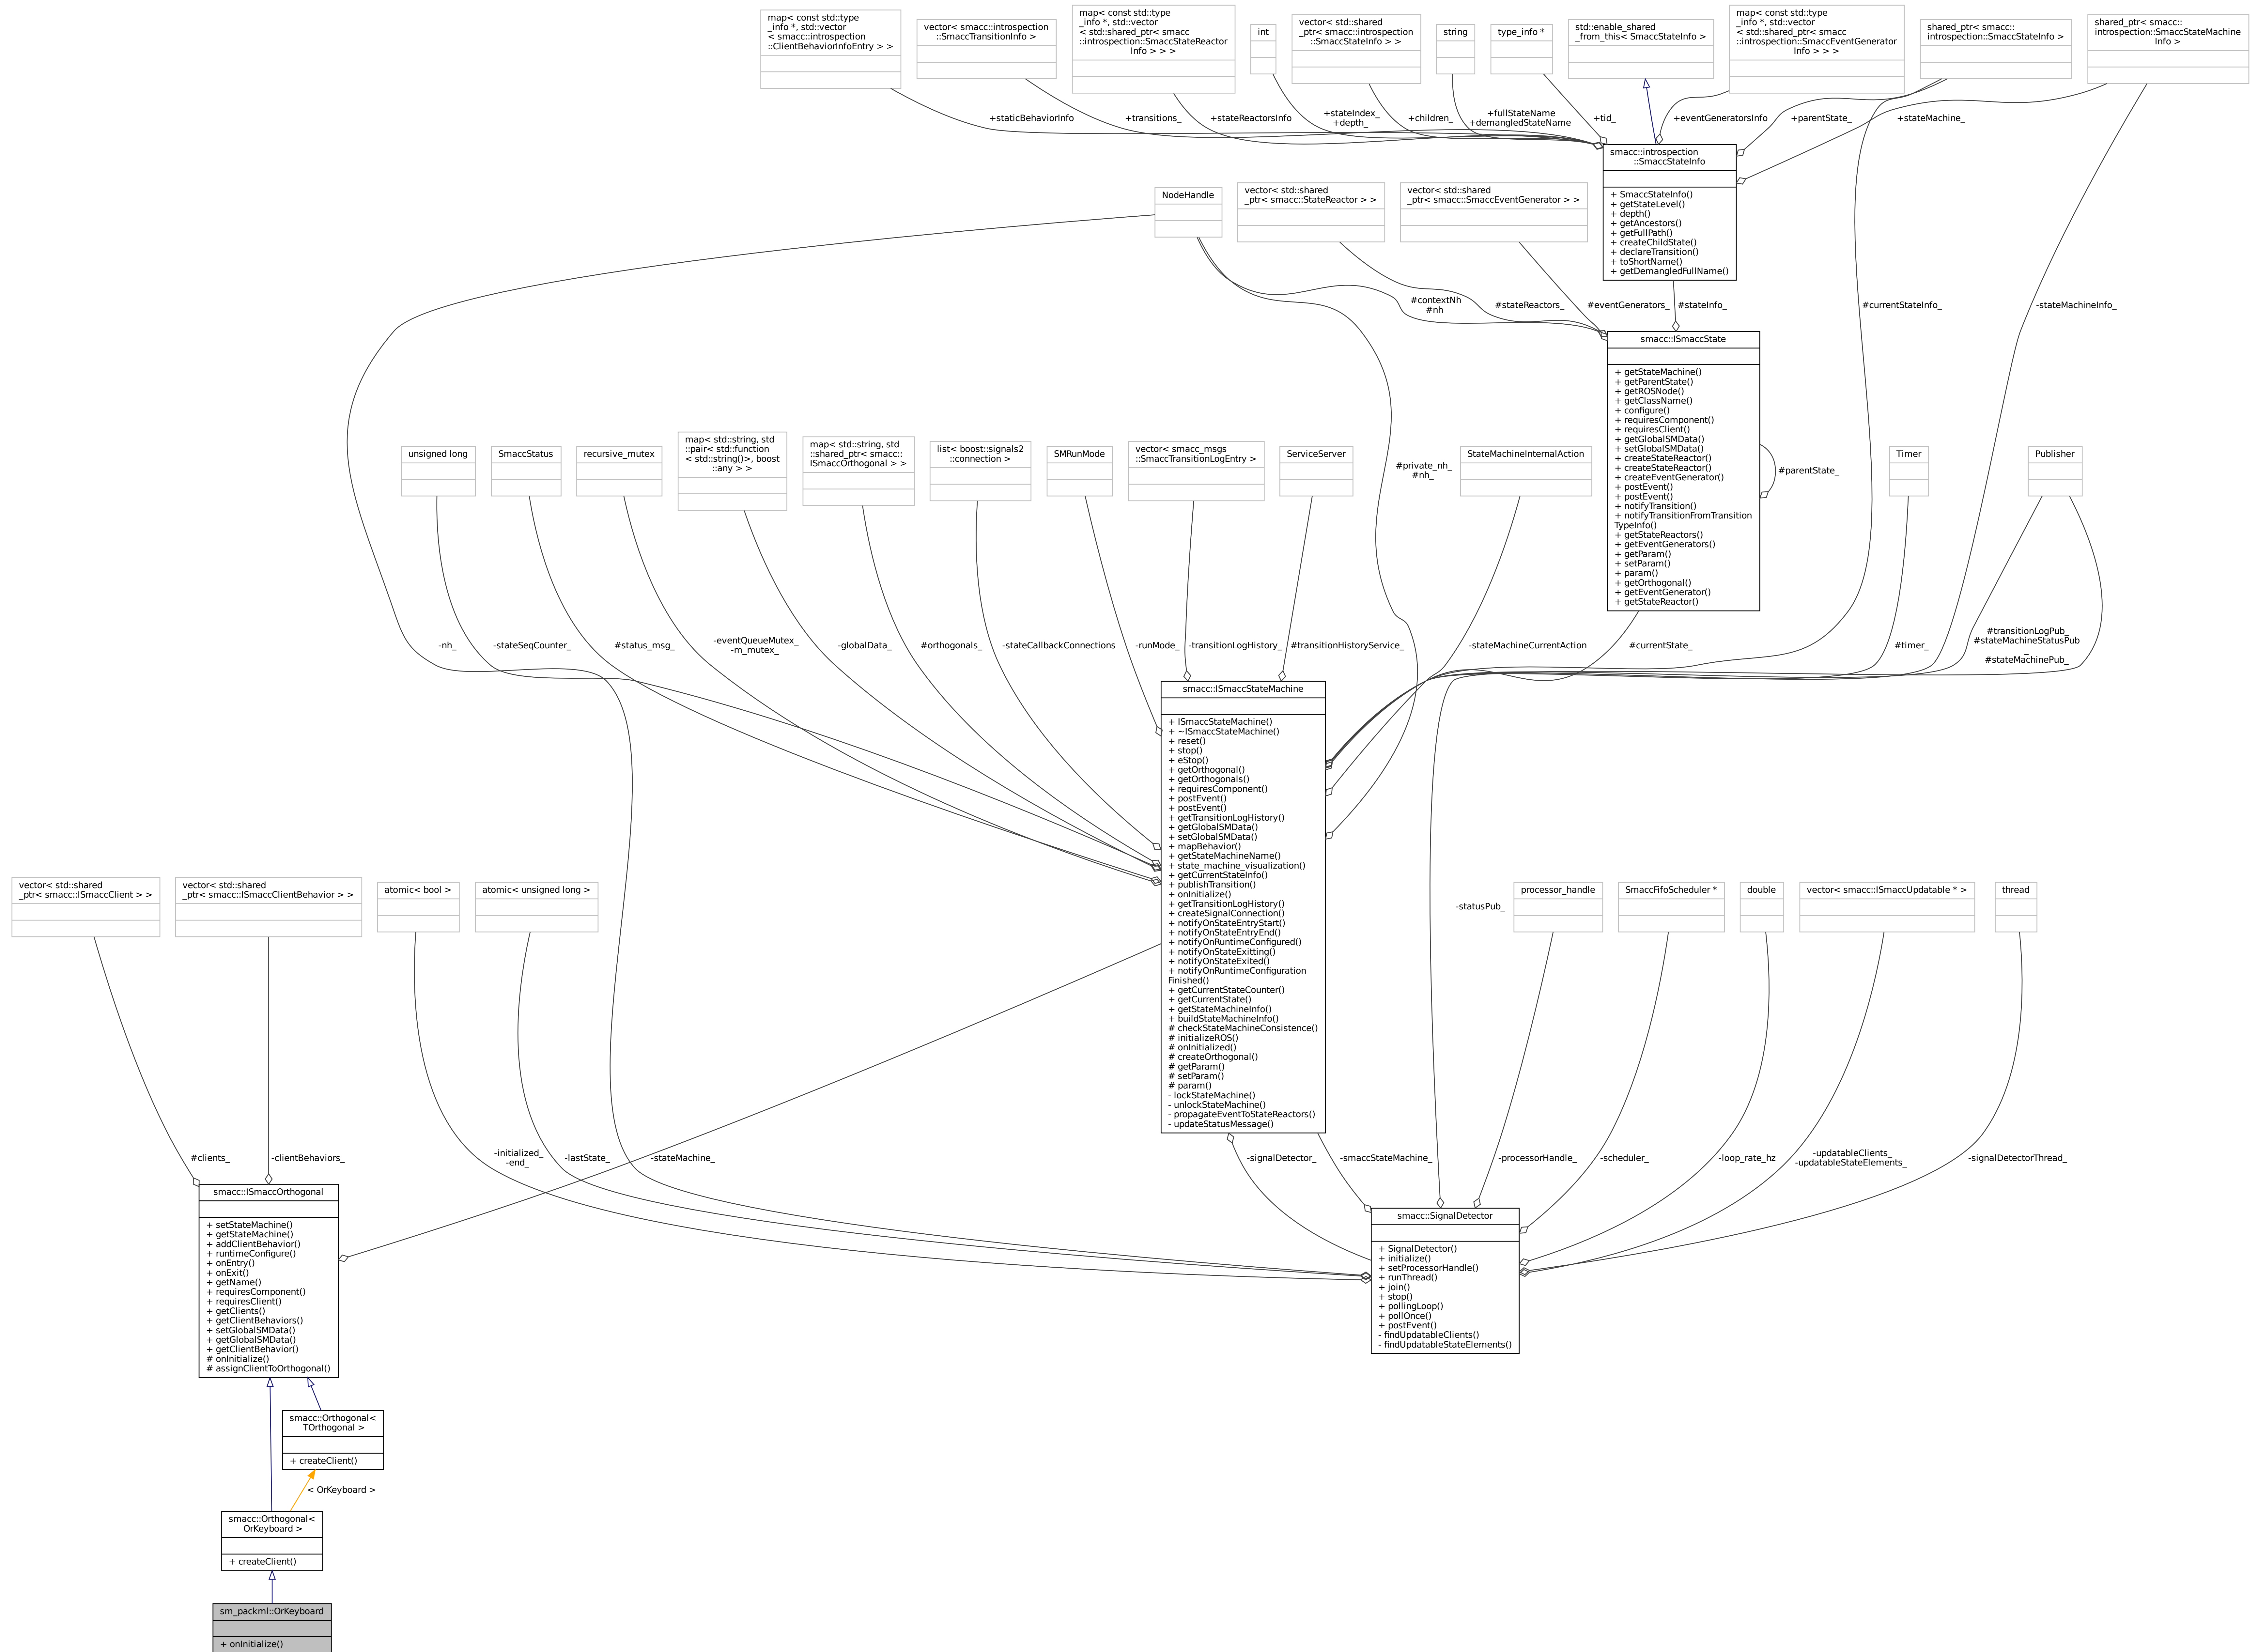 map< const std::type
_info *, std::vector
< smacc::introspection
::ClientBehaviorInfoEntry > >
vector< smacc::introspection
::SmaccTransitionInfo >
map< const std::type
_info *, std::vector
< std::shared_ptr< smacc
::introspection::SmaccStateReactor
Info > > >
int
vector< std::shared
_ptr< smacc::introspection
::SmaccStateInfo > >
string
type_info *
std::enable_shared
_from_this< SmaccStateInfo >
map< const std::type
_info *, std::vector
< std::shared_ptr< smacc
::introspection::SmaccEventGenerator
Info > > >
shared_ptr< smacc::
introspection::SmaccStateInfo >
shared_ptr< smacc::
introspection::SmaccStateMachine
Info >
+staticBehaviorInfo
+transitions_
+stateReactorsInfo
+stateIndex_
+depth_
+children_
+fullStateName
+demangledStateName
+tid_
+eventGeneratorsInfo
+parentState_
+stateMachine_
smacc::introspection
::SmaccStateInfo
+ SmaccStateInfo()
+ getStateLevel()
+ depth()
+ getAncestors()
+ getFullPath()
+ createChildState()
+ declareTransition()
+ toShortName()
+ getDemangledFullName()
NodeHandle
vector< std::shared
_ptr< smacc::StateReactor > >
vector< std::shared
_ptr< smacc::SmaccEventGenerator > >
#contextNh
#nh
#stateReactors_
#eventGenerators_
#stateInfo_
#currentStateInfo_
-stateMachineInfo_
smacc::ISmaccState
+ getStateMachine()
+ getParentState()
+ getROSNode()
+ getClassName()
+ configure()
+ requiresComponent()
+ requiresClient()
+ getGlobalSMData()
+ setGlobalSMData()
+ createStateReactor()
+ createStateReactor()
+ createEventGenerator()
+ postEvent()
+ postEvent()
+ notifyTransition()
+ notifyTransitionFromTransition
TypeInfo()
+ getStateReactors()
+ getEventGenerators()
+ getParam()
+ setParam()
+ param()
+ getOrthogonal()
+ getEventGenerator()
+ getStateReactor()
#parentState_
unsigned long
SmaccStatus
recursive_mutex
map< std::string, std
::pair< std::function
< std::string()>, boost
::any > >
map< std::string, std
::shared_ptr< smacc::
ISmaccOrthogonal > >
list< boost::signals2
::connection >
SMRunMode
vector< smacc_msgs
::SmaccTransitionLogEntry >
ServiceServer
#private_nh_
#nh_
StateMachineInternalAction
Timer
Publisher
-nh_
-stateSeqCounter_
#status_msg_
-eventQueueMutex_
-m_mutex_
-globalData_
#orthogonals_
-stateCallbackConnections
-runMode_
-transitionLogHistory_
#transitionHistoryService_
-stateMachineCurrentAction
#currentState_
#timer_
#transitionLogPub_
#stateMachineStatusPub
_
#stateMachinePub_
smacc::ISmaccStateMachine
+ ISmaccStateMachine()
+ ~ISmaccStateMachine()
+ reset()
+ stop()
+ eStop()
+ getOrthogonal()
+ getOrthogonals()
+ requiresComponent()
+ postEvent()
+ postEvent()
+ getTransitionLogHistory()
+ getGlobalSMData()
+ setGlobalSMData()
+ mapBehavior()
+ getStateMachineName()
+ state_machine_visualization()
+ getCurrentStateInfo()
+ publishTransition()
+ onInitialize()
+ getTransitionLogHistory()
+ createSignalConnection()
+ notifyOnStateEntryStart()
+ notifyOnStateEntryEnd()
+ notifyOnRuntimeConfigured()
+ notifyOnStateExitting()
+ notifyOnStateExited()
+ notifyOnRuntimeConfiguration
Finished()
+ getCurrentStateCounter()
+ getCurrentState()
+ getStateMachineInfo()
+ buildStateMachineInfo()
# checkStateMachineConsistence()
# initializeROS()
# onInitialized()
# createOrthogonal()
# getParam()
# setParam()
# param()
- lockStateMachine()
- unlockStateMachine()
- propagateEventToStateReactors()
- updateStatusMessage()
vector< std::shared
_ptr< smacc::ISmaccClient > >
vector< std::shared
_ptr< smacc::ISmaccClientBehavior > >
atomic< bool >
atomic< unsigned long >
-statusPub_
processor_handle
SmaccFifoScheduler *
double
vector< smacc::ISmaccUpdatable * >
thread
#clients_
-clientBehaviors_
-initialized_
-end_
-lastState_
-stateMachine_
-signalDetector_
-smaccStateMachine_
-processorHandle_
-scheduler_
-loop_rate_hz
-updatableClients_
-updatableStateElements_
-signalDetectorThread_
smacc::ISmaccOrthogonal
+ setStateMachine()
+ getStateMachine()
+ addClientBehavior()
+ runtimeConfigure()
+ onEntry()
+ onExit()
+ getName()
+ requiresComponent()
+ requiresClient()
+ getClients()
+ getClientBehaviors()
+ setGlobalSMData()
+ getGlobalSMData()
+ getClientBehavior()
# onInitialize()
# assignClientToOrthogonal()
smacc::SignalDetector
+ SignalDetector()
+ initialize()
+ setProcessorHandle()
+ runThread()
+ join()
+ stop()
+ pollingLoop()
+ pollOnce()
+ postEvent()
- findUpdatableClients()
- findUpdatableStateElements()
smacc::Orthogonal<
TOrthogonal >
+ createClient()
< OrKeyboard >
smacc::Orthogonal<
OrKeyboard >
+ createClient()
sm_packml::OrKeyboard
+ onInitialize()